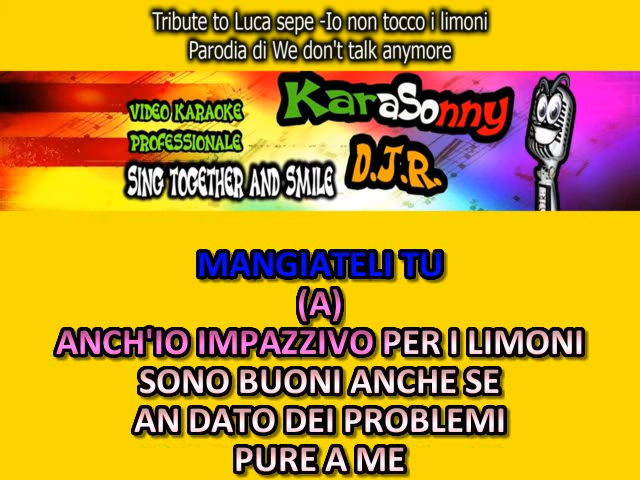 Tribute to Luca sepe -Io non tocco i limoni
Parodia di We don't talk anymore
VIDEO KARAOKE
PROFESSIONALE
SING TOGETHER AND SMILE
KaraSonny
D.J.R.
MANGIATELI TU
(A)
ANCH'IO IMPAZZIVO PER I LIMONI
SONO BUONI ANCHE SE
AN DATO DEI PROBLEMI
PURE A ME